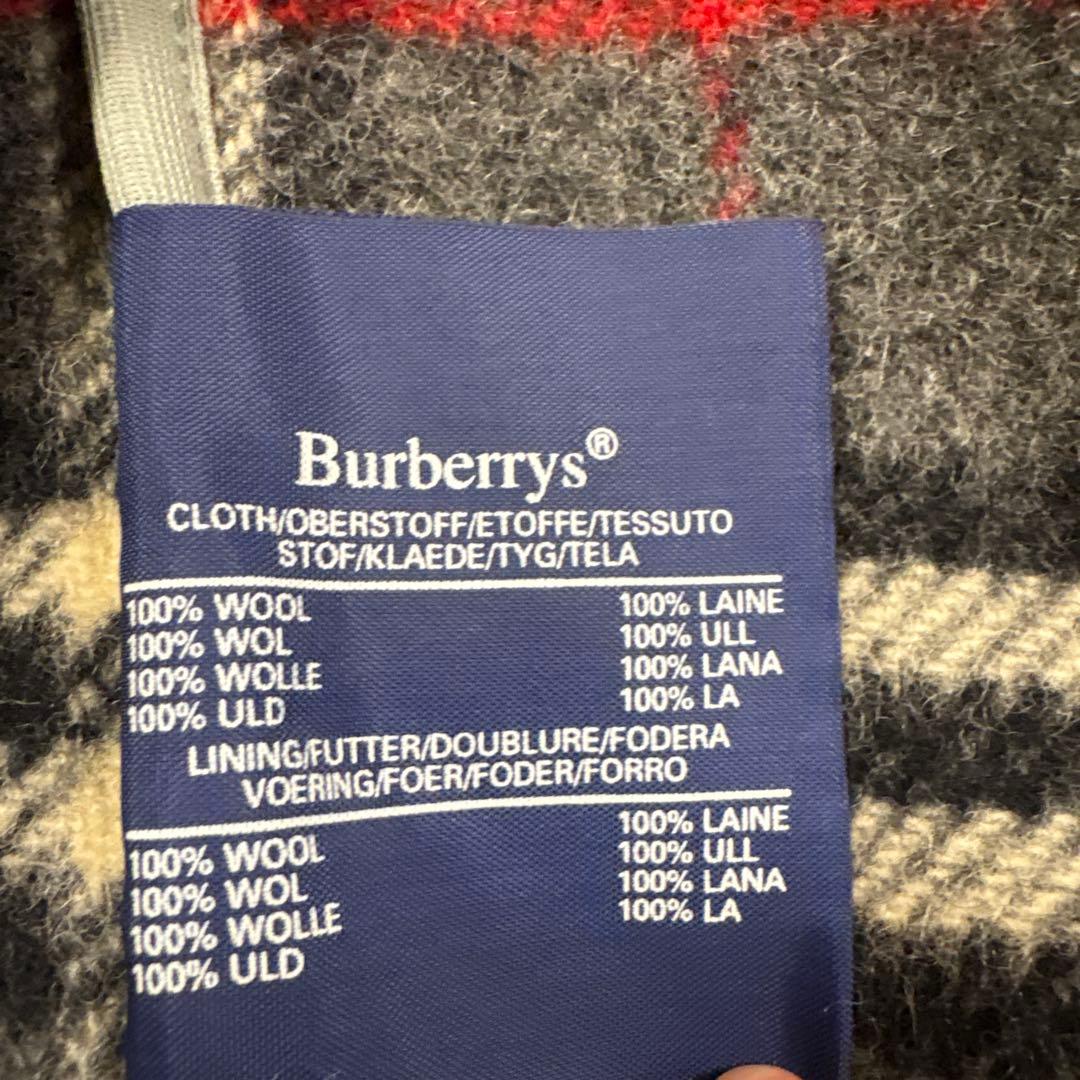 Burberrys®
CLOTH/OBERSTOFF/ETOFFE/TESSUTO
STOF/KLAEDE/TYG/TELA
100% WOOL 100% LAINE
100% WOL 100% ULL
100% WOLLE 100% LANA
100% ULD 100% LA
LINING/FUTTER/DOUBLURE/FODERA
VOERING/FOER/FODER/FORRO
100% WOOL 100% LAINE
100% WOL 100% ULL
100% WOLLE 100% LANA
100% ULD 100% LA